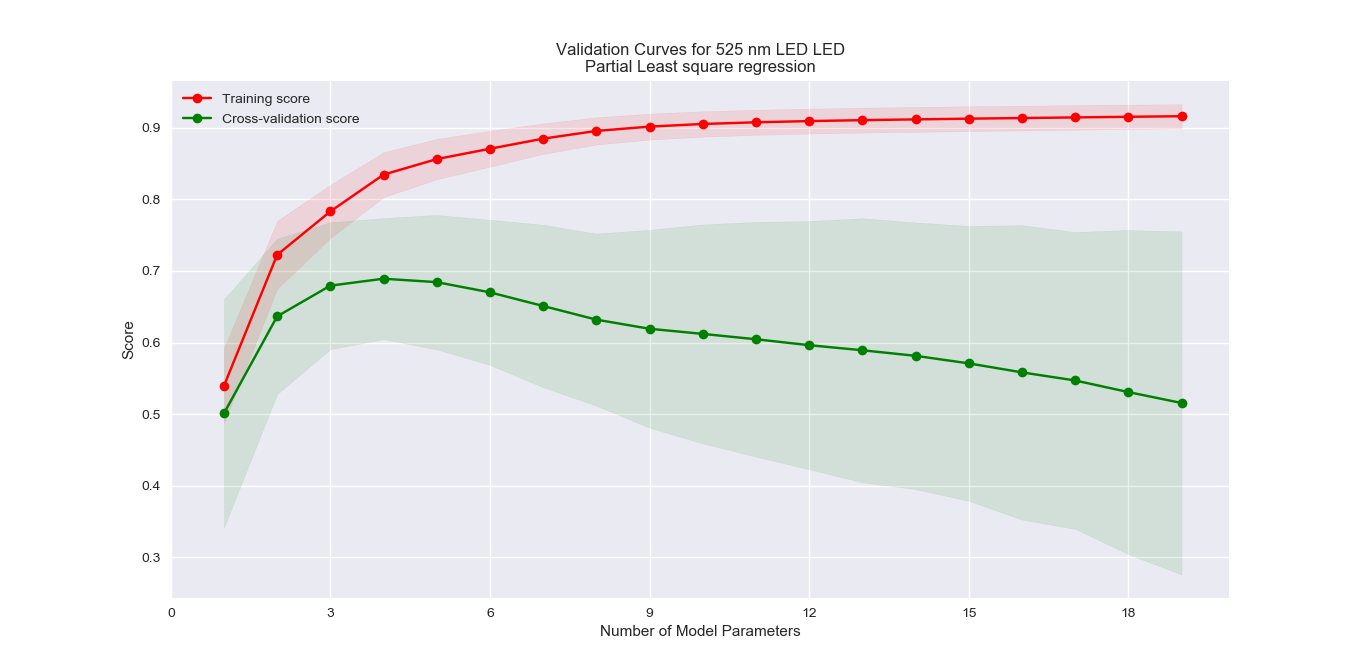 Validation Curves for 525 nm LED LED
Partial Least square regression
Training score
Cross-validation score
0.9
0.8
0.7
0.6
0.5
0.4
0.3
Score
0
3
6
9
12
15
18
Number of Model Parameters